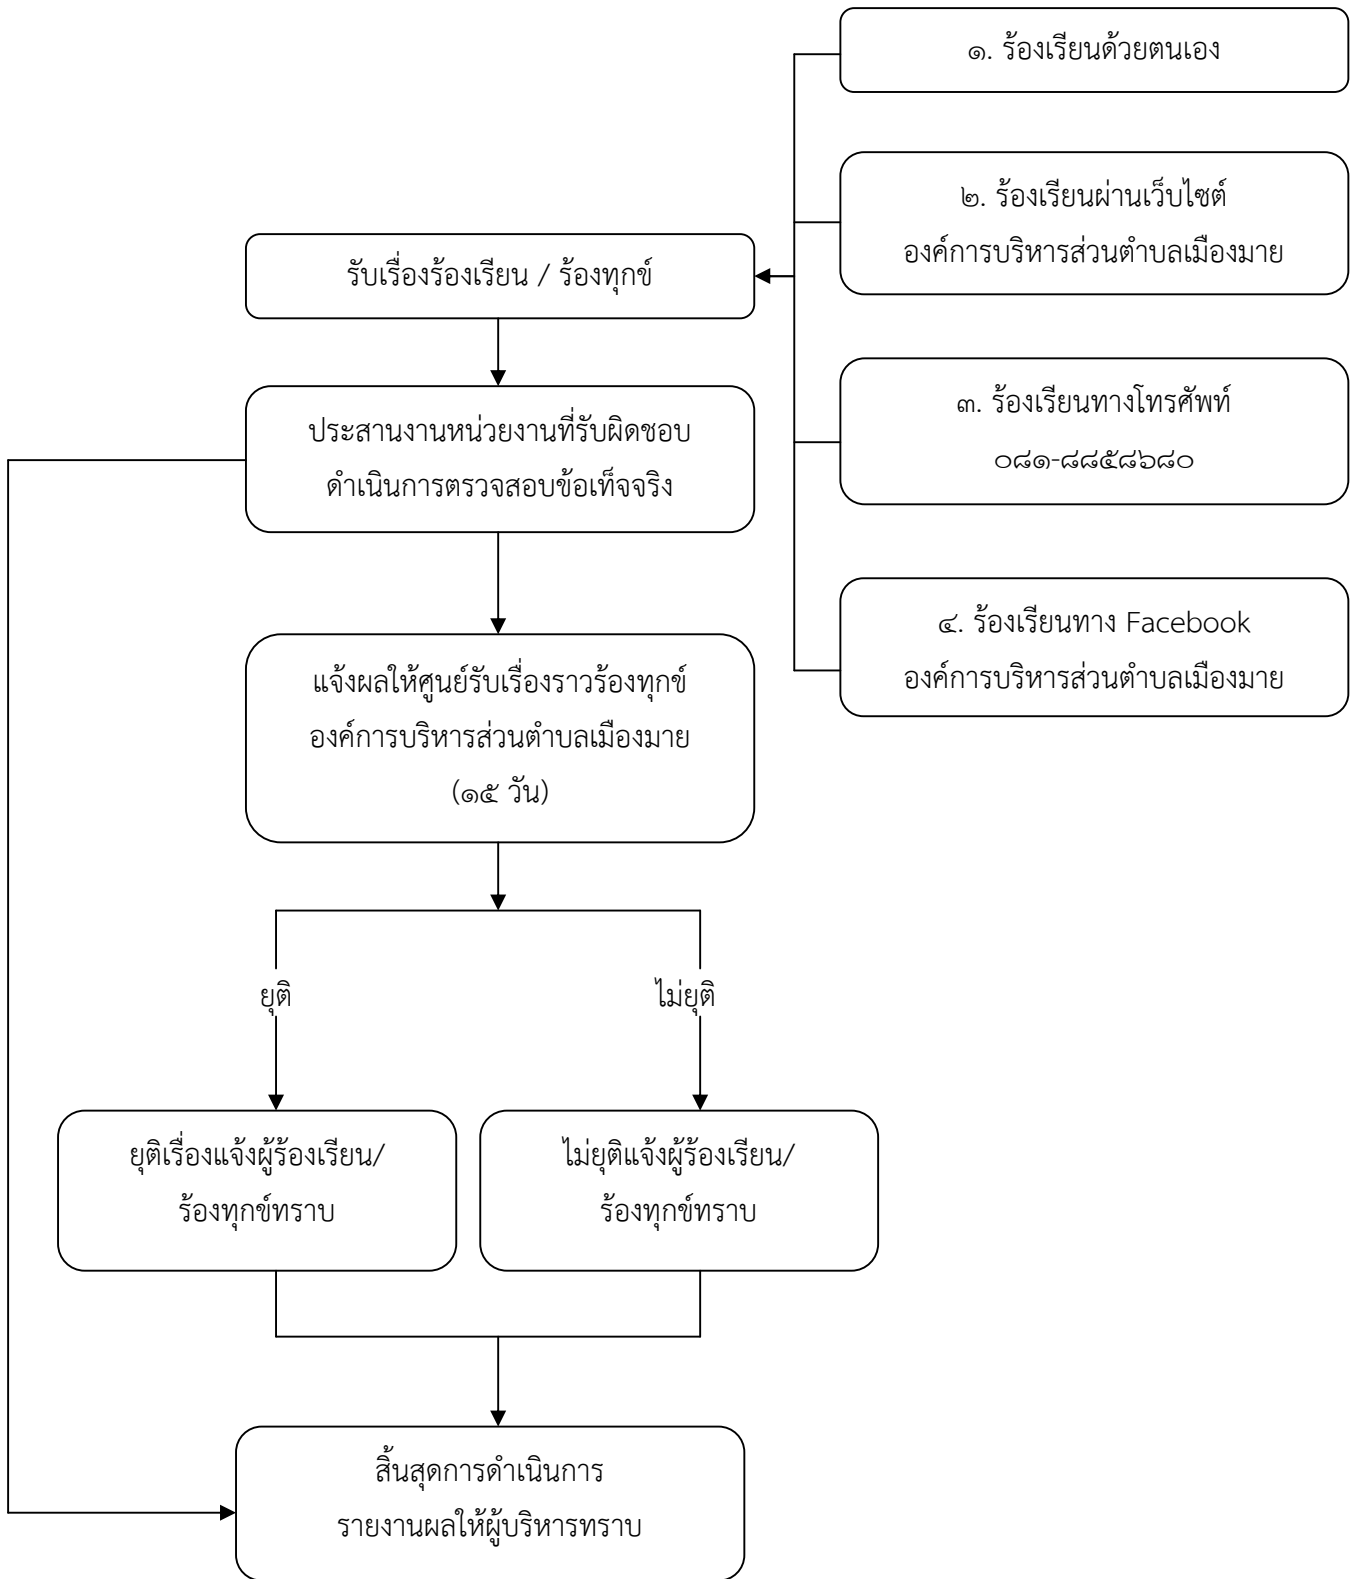 ๑. ร้องเรียนด้วยตนเอง
๒. ร้องเรียนผ่านเว็บไซต์
องค์การบริหารส่วนตำบลเมืองมาย
รับเรื่องร้องเรียน / ร้องทุกข์
๓. ร้องเรียนทางโทรศัพท์
๐๘๑-๘๘๕๘๖๘๐
ประสานงานหน่วยงานที่รับผิดชอบ
ดำเนินการตรวจสอบข้อเท็จจริง
๔. ร้องเรียนทาง Facebook
องค์การบริหารส่วนตำบลเมืองมาย
แจ้งผลให้ศูนย์รับเรื่องราวร้องทุกข์
องค์การบริหารส่วนตำบลเมืองมาย
(๑๕ วัน)
ยุติ
ไม่ยุติ
ยุติเรื่องแจ้งผู้ร้องเรียน/
ร้องทุกข์ทราบ
ไม่ยุติแจ้งผู้ร้องเรียน/
ร้องทุกข์ทราบ
สิ้นสุดการดำเนินการ
รายงานผลให้ผู้บริหารทราบ